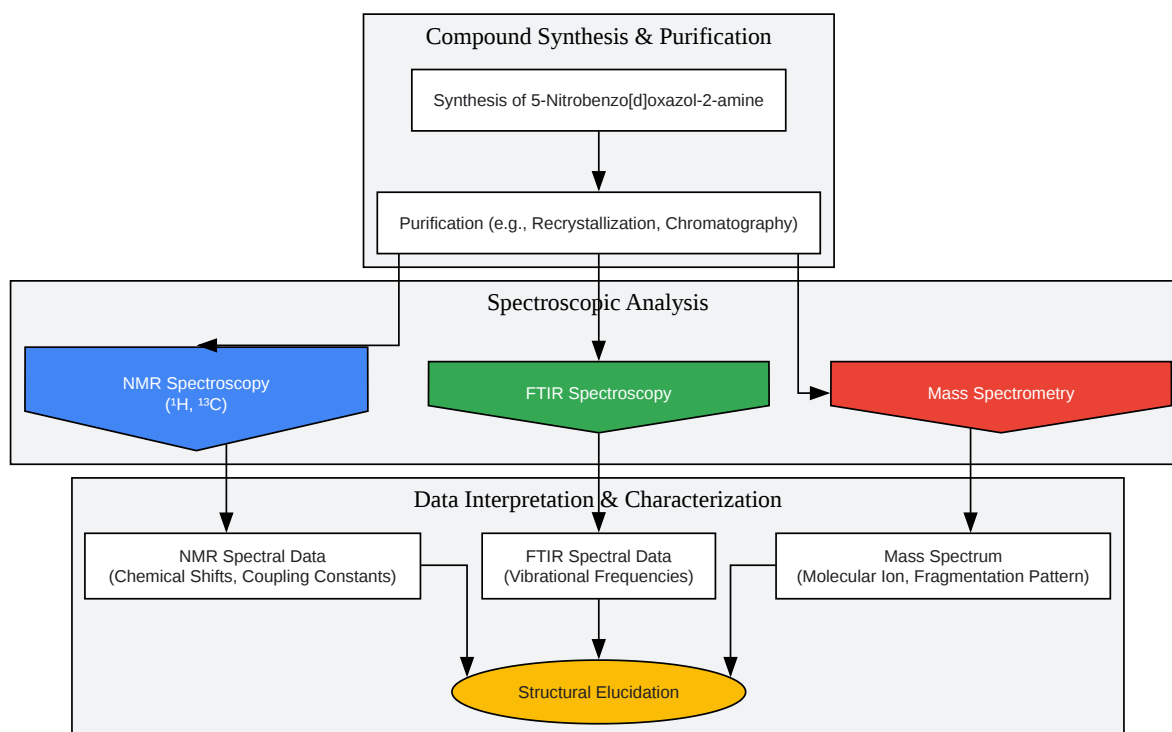 Compound Synthesis & Purification
Synthesis of 5-Nitrobenzo[d]oxazol-2-amine
Purification (e.g., Recrystallization, Chromatography)
Spectroscopic Analysis
NMR Spectroscopy
(¹H, ¹³C)
FTIR Spectroscopy
Mass Spectrometry
Data Interpretation & Characterization
NMR Spectral Data
(Chemical Shifts, Coupling Constants)
FTIR Spectral Data
(Vibrational Frequencies)
Mass Spectrum
(Molecular Ion, Fragmentation Pattern)
Structural Elucidation